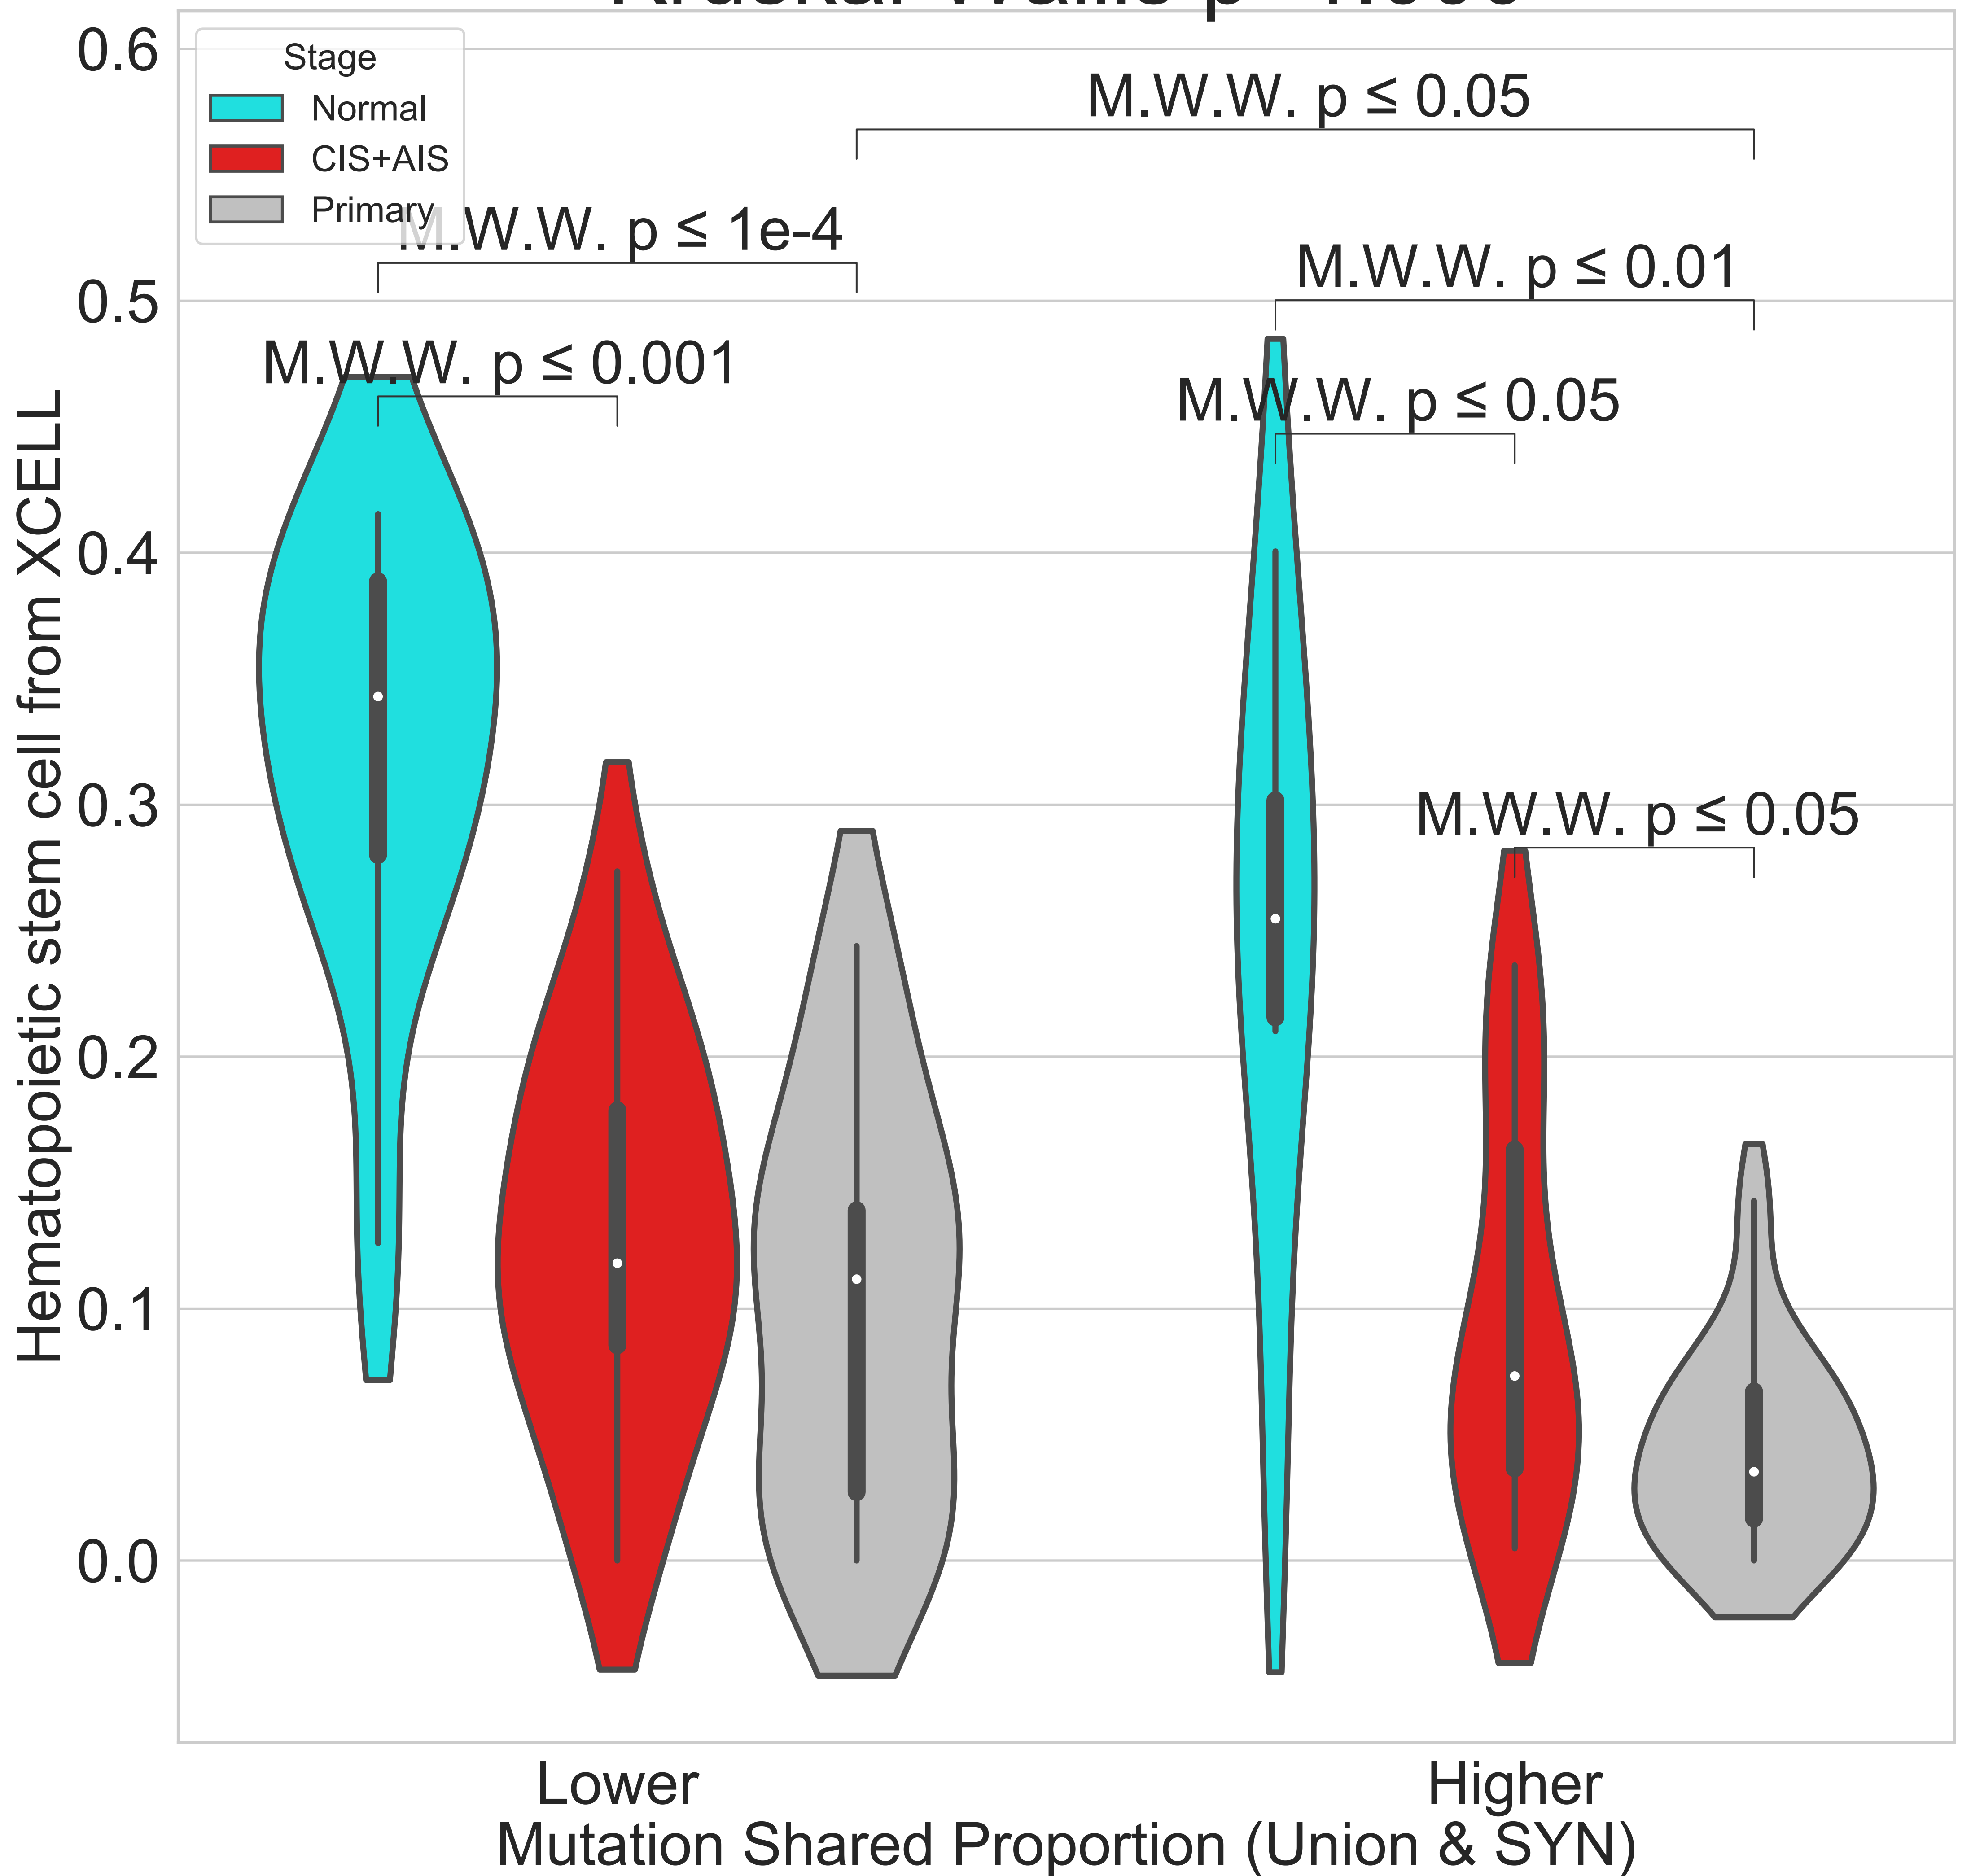 Stage
Normal
CIS+AIS
Primary
M.W.W. p ≤ 0.05
M.W.W. p ≤ 1e-4
M.W.W. p ≤ 0.01
M.W.W. p ≤ 0.001
M.W.W. p ≤ 0.05
M.W.W. p ≤ 0.05
0.6
0.5
0.4
0.3
0.2
0.1
0.0
Hematopoietic stem cell from XCELL
Lower
Higher
Mutation Shared Proportion (Union & SYN)